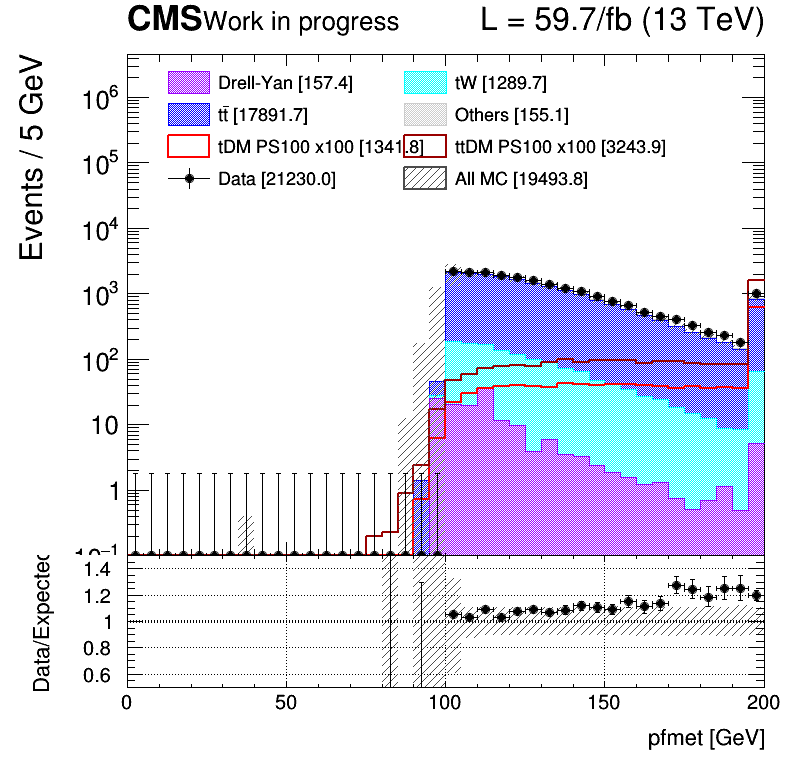 CMS Work in progress L = 59.7/fb (13 TeV)
Events / 5 GeV
Drell-Yan [157.4] tW [1289.7]
tt̄ [17891.7] Others [155.1]
tDM PS100 x100 [1341.8] ttDM PS100 x100 [3243.9]
Data [21230.0] All MC [19493.8]
10⁶
10⁵
10⁴
10³
10²
10
1
10⁻¹
Data/Expected
1.4
1.2
1
0.8
0.6
0 50 100 150 200
pfmet [GeV]